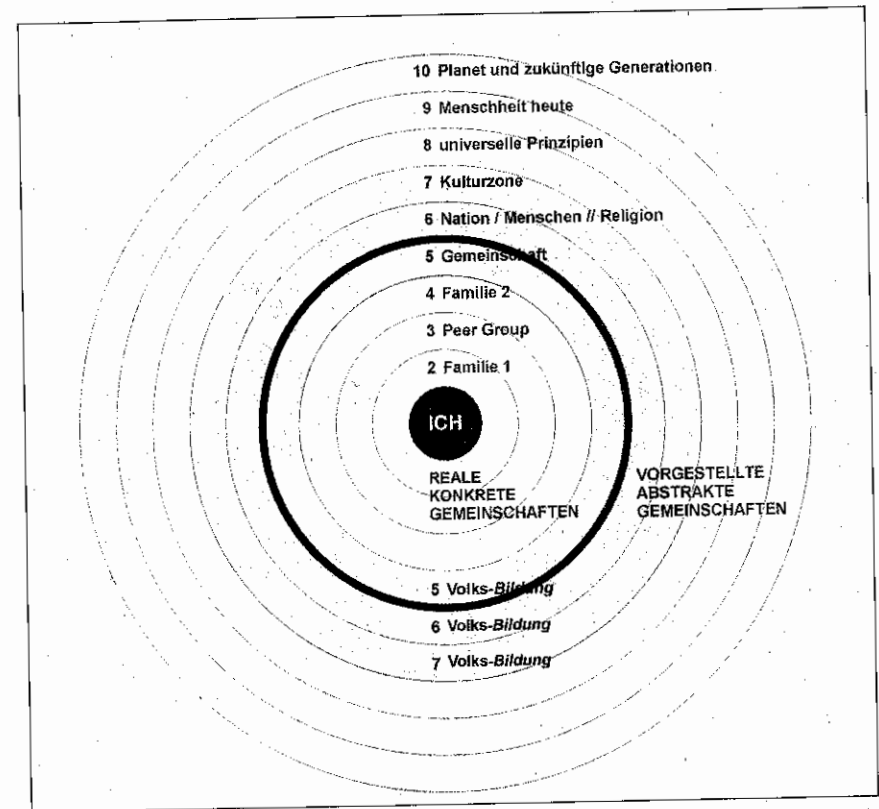 10 Planet und zukünftige Generationen
9 Menschheit heute
8 universelle Prinzipien
7 Kulturzone
6 Nation / Menschen // Religion
5 Gemeinschaft
4 Familie 2
3 Peer Group
2 Familie 1
ICH
REALE
KONKRETE
GEMEINSCHAFTEN
VORGESTELLTE
ABSTRAKTE
GEMEINSCHAFTEN
5 Volks-Bildung
6 Volks-Bildung
7 Volks-Bildung